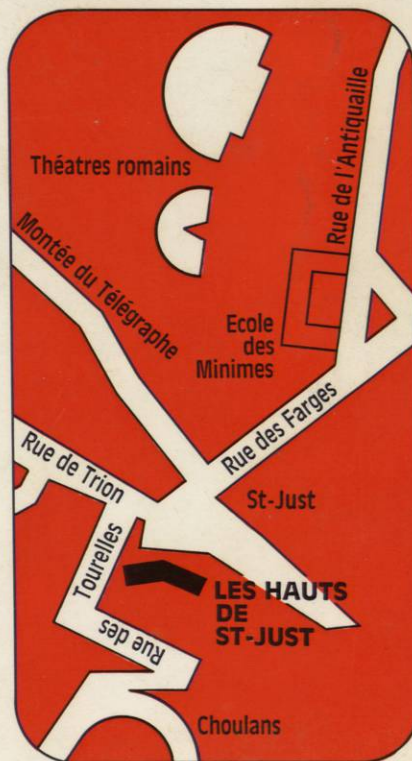 Théatres romains
Rue de l'Antiquaille
Montée du Télégraphe
Ecole
des
Minimes
Rue des Farges
Rue de Trion
St-Just
Tourelles
Rue des
LES HAUTS
DE
ST-JUST
Choulans